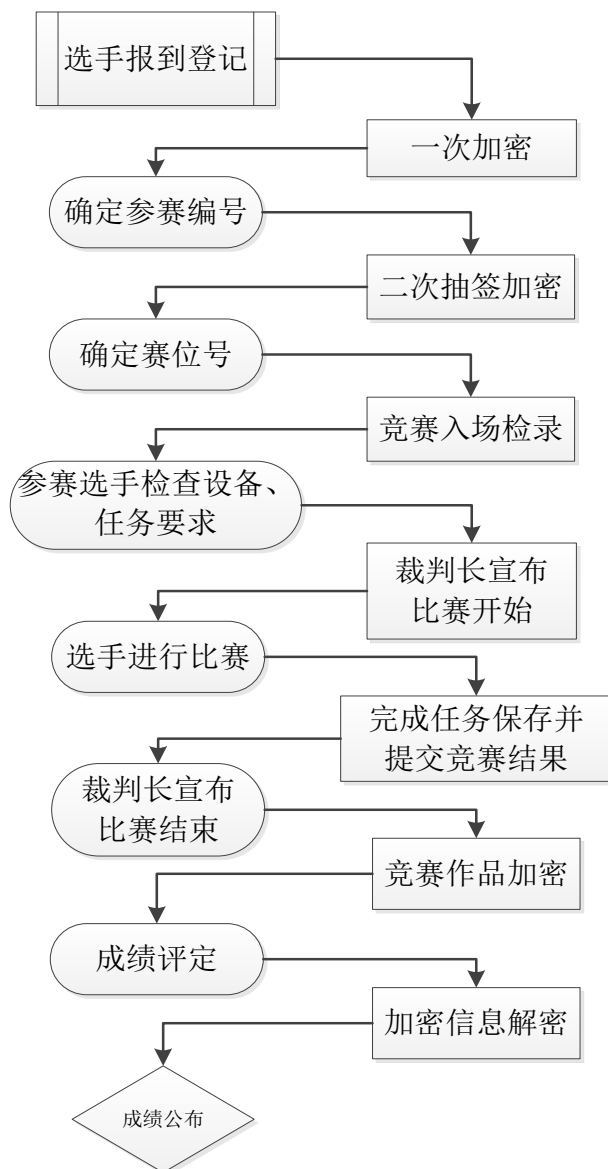 选手报到登记
一次加密
确定参赛编号
二次抽签加密
确定赛位号
竞赛入场检录
参赛选手检查设备、
任务要求
裁判长宣布
比赛开始
选手进行比赛
完成任务保存并
提交竞赛结果
裁判长宣布
比赛结束
竞赛作品加密
成绩评定
加密信息解密
成绩公布